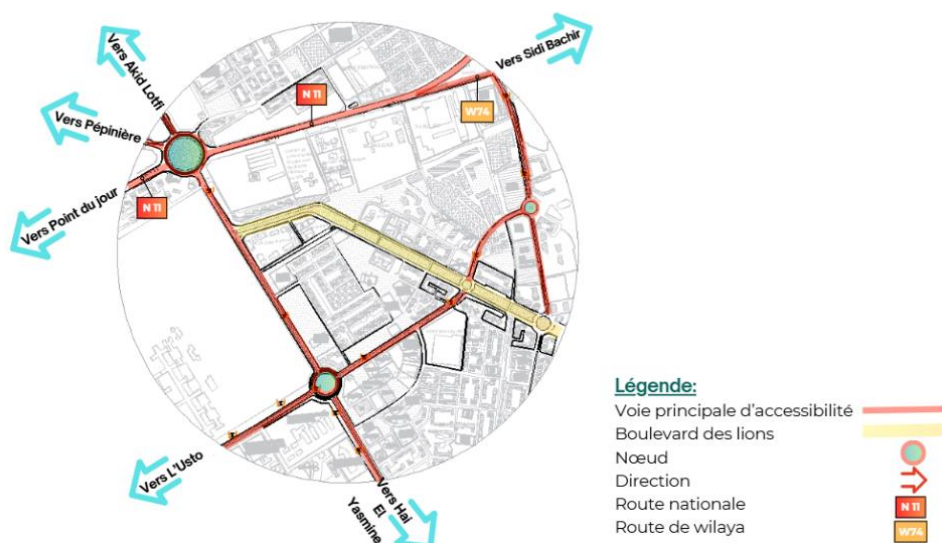 Vers Akid Lotfi
Vers Sidi Bachir
N 11
W74
Vers Pépinière
Vers Point du jour
N 11
Vers L'Usto
Vers Hai
El
Yasmine
Légende:
Voie principale d'accessibilité
Boulevard des lions
Nœud
Direction
Route nationale
N 11
Route de wilaya
W74